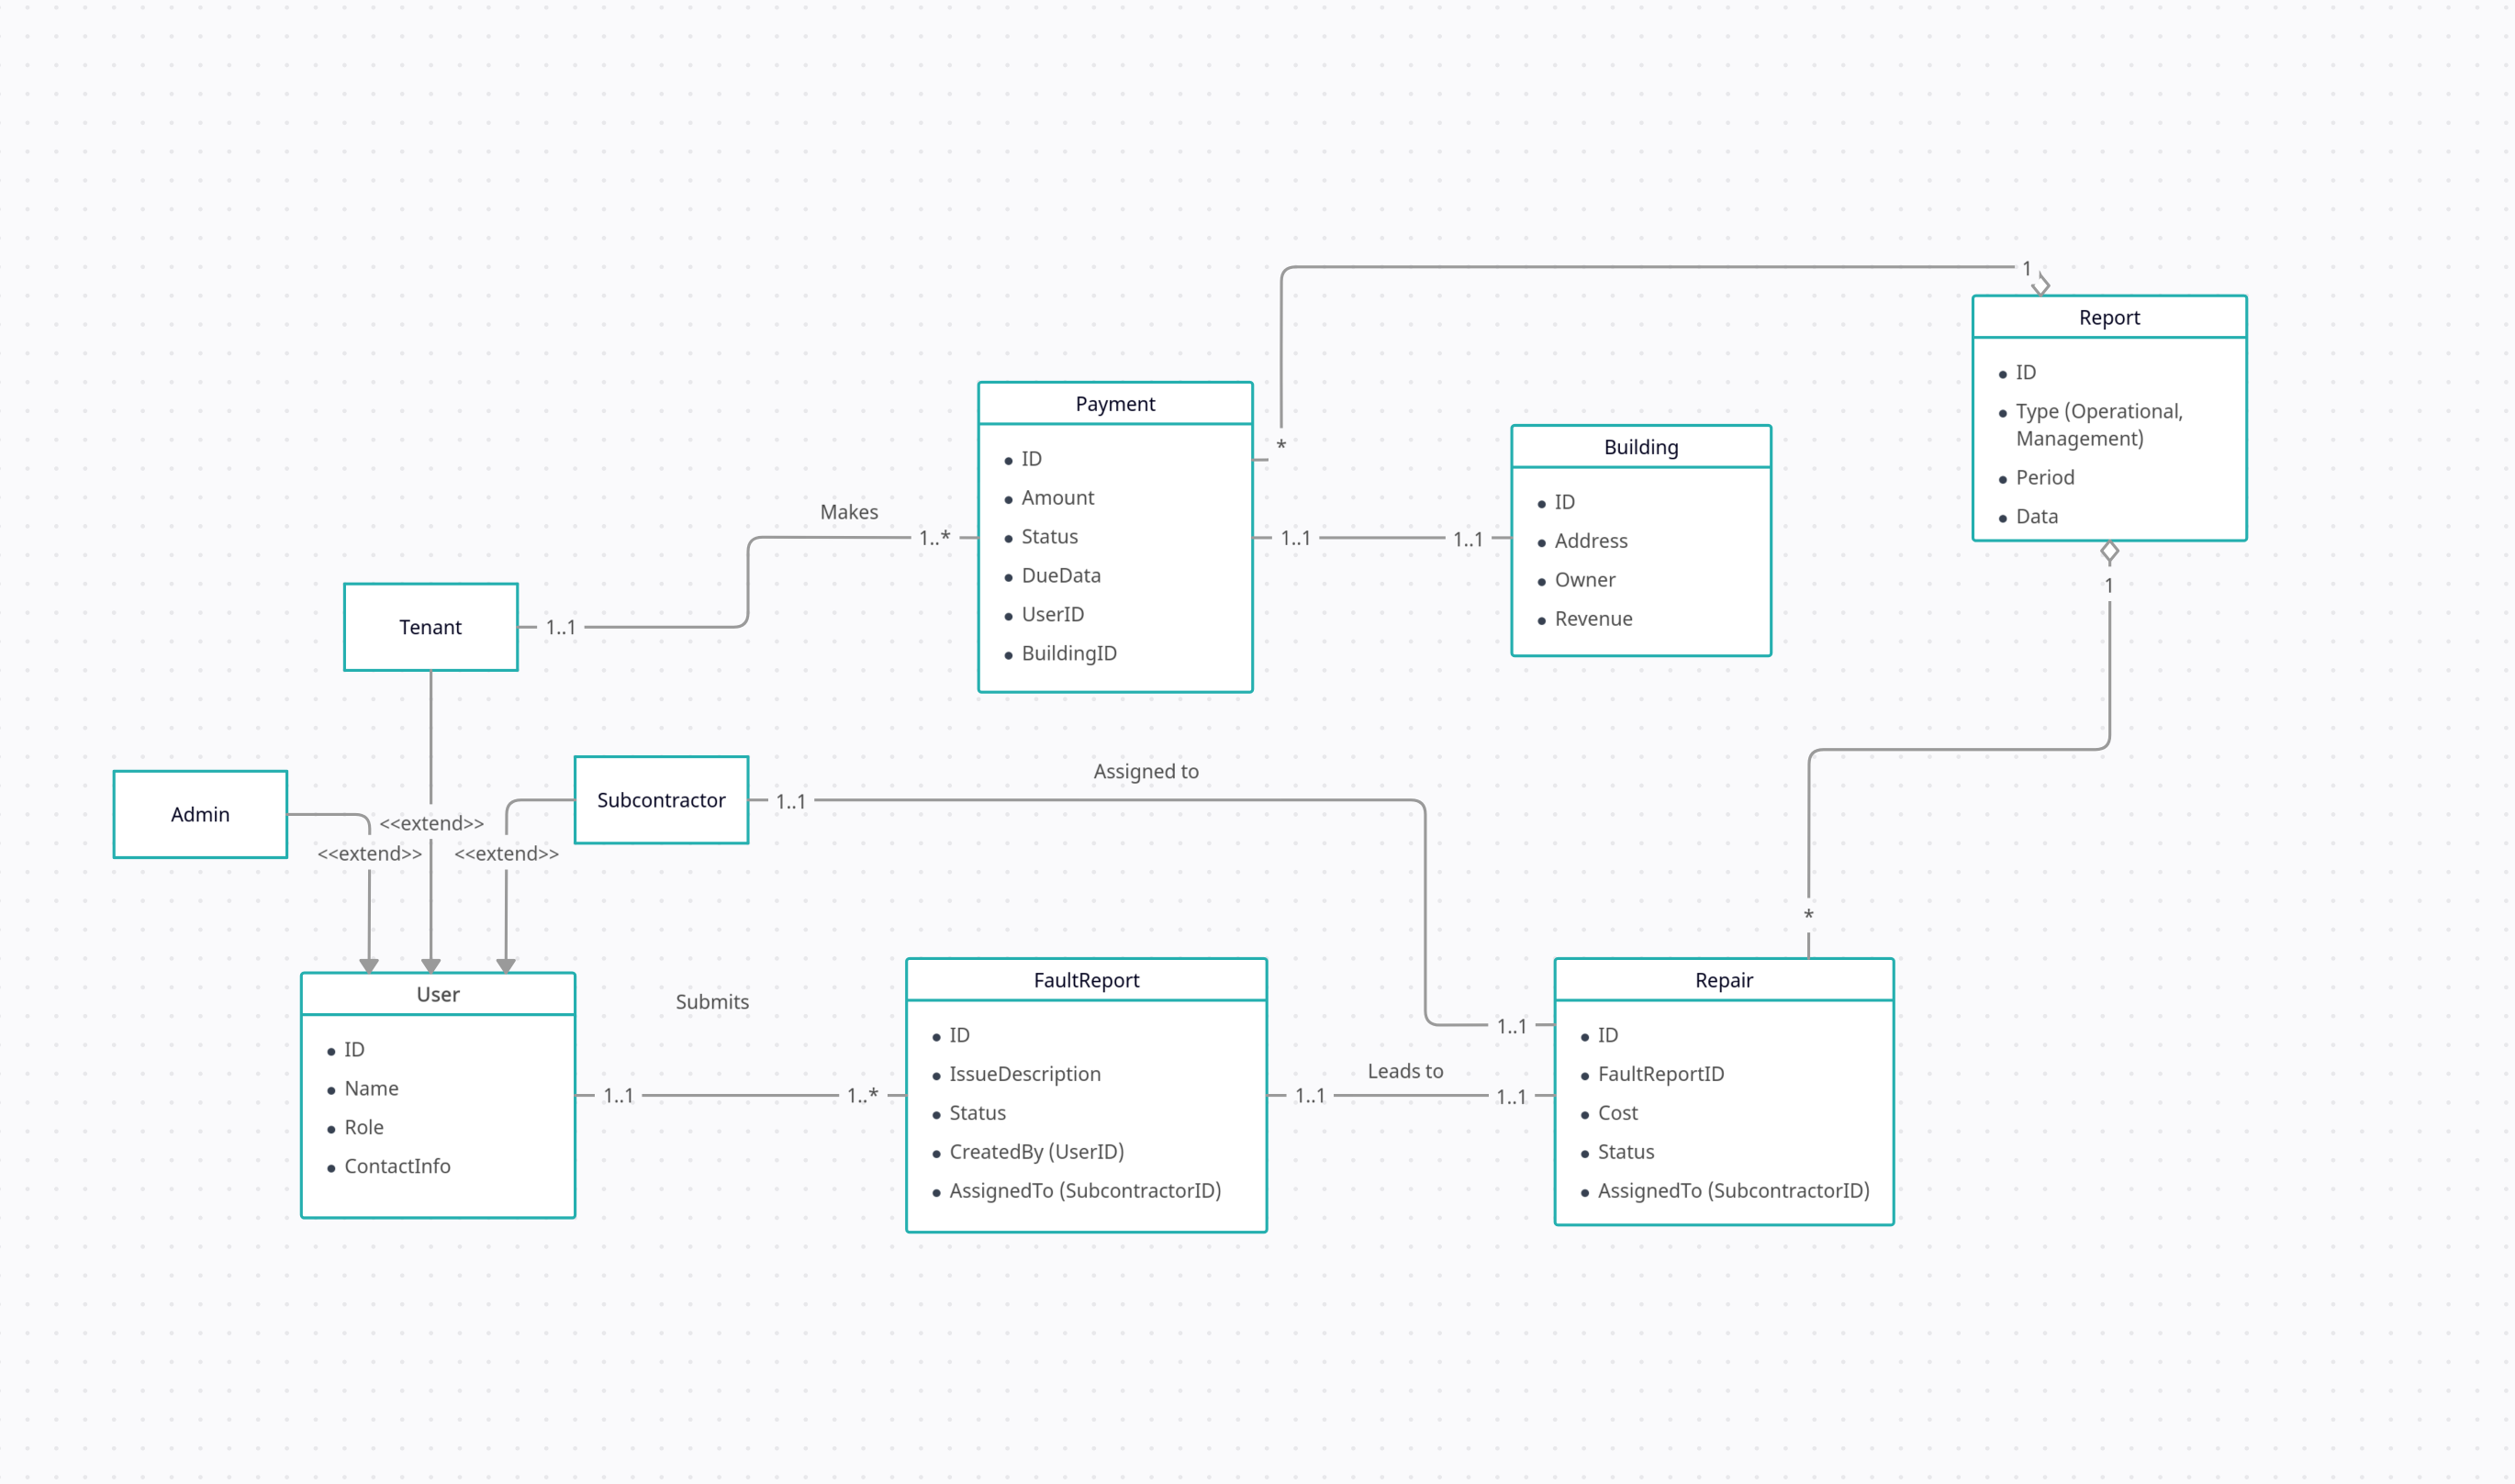 1
Report
ID
Type (Operational,
Management)
Period
Data
1
Payment
ID
Amount
Status
DueData
UserID
BuildingID
*
1..1
1..1
Building
ID
Address
Owner
Revenue
Makes
1..*
Tenant
1..1
Admin
Subcontractor
1..1
Assigned to
<<extend>>
<<extend>>
<<extend>>
*
User
ID
Name
Role
ContactInfo
Submits
1..1
1..*
FaultReport
ID
IssueDescription
Status
CreatedBy (UserID)
AssignedTo (SubcontractorID)
1..1
Leads to
1..1
1..1
Repair
ID
FaultReportID
Cost
Status
AssignedTo (SubcontractorID)